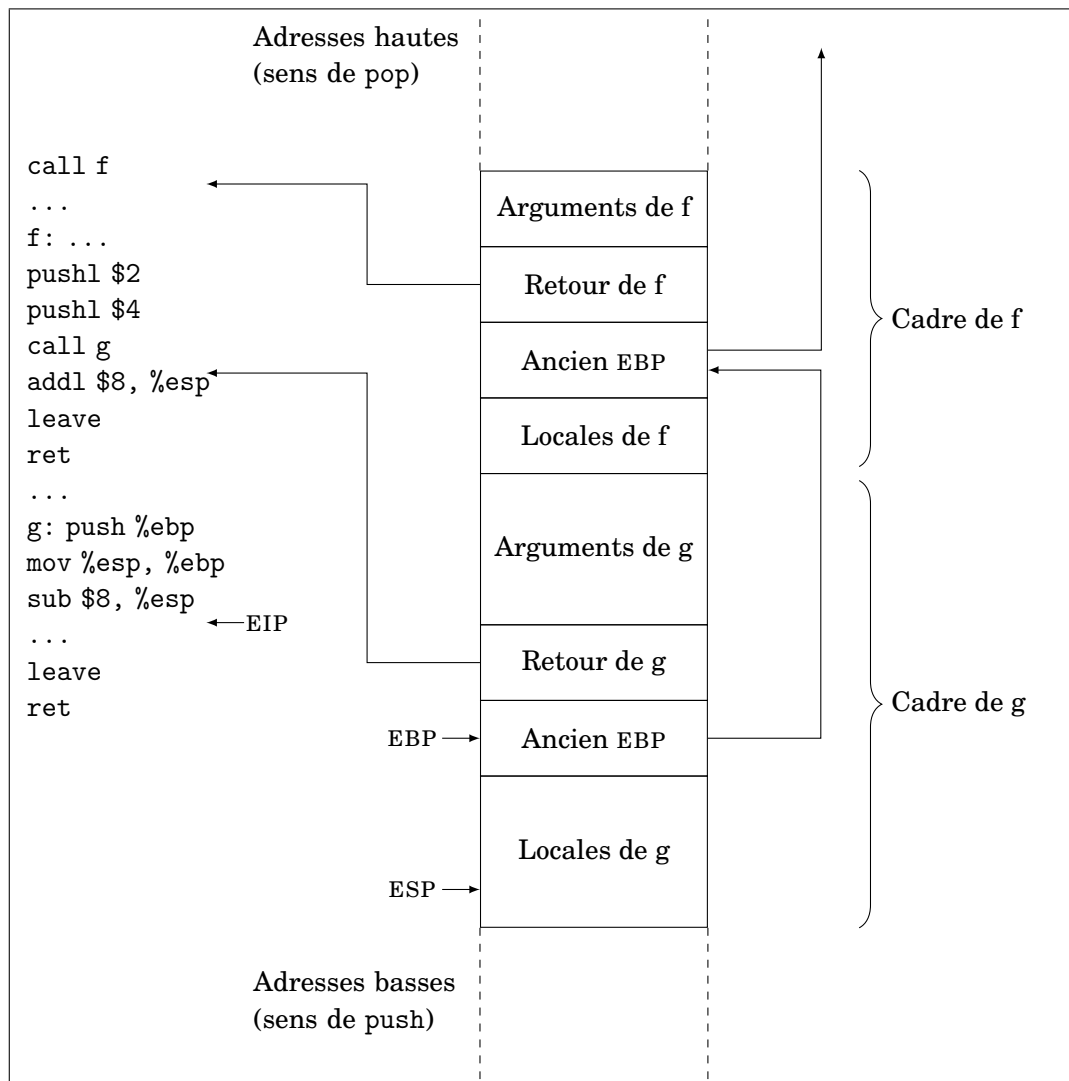 Adresses hautes
(sens de pop)
call f
...
f: ...
pushl $2
pushl $4
call g
addl $8, %esp
leave
ret
...
g: push %ebp
mov %esp, %ebp
sub $8, %esp
...
leave
ret
EIP
Arguments de f
Retour de f
Ancien EBP
Locales de f
Arguments de g
Retour de g
EBP
Ancien EBP
Locales de g
ESP
Cadre de f
Cadre de g
Adresses basses
(sens de push)